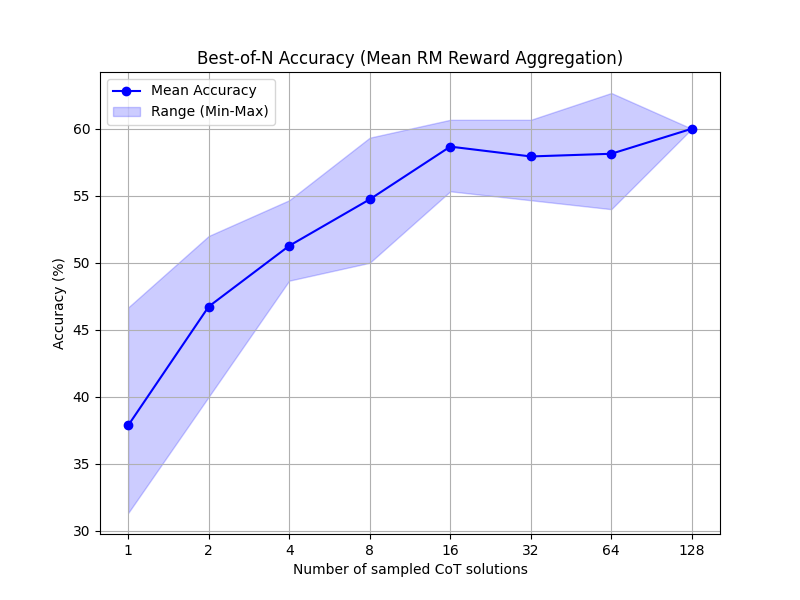 Best-of-N Accuracy (Mean RM Reward Aggregation)
Mean Accuracy
Range (Min-Max)
Accuracy (%)
60
55
50
45
40
35
30
1 2 4 8 16 32 64 128
Number of sampled CoT solutions